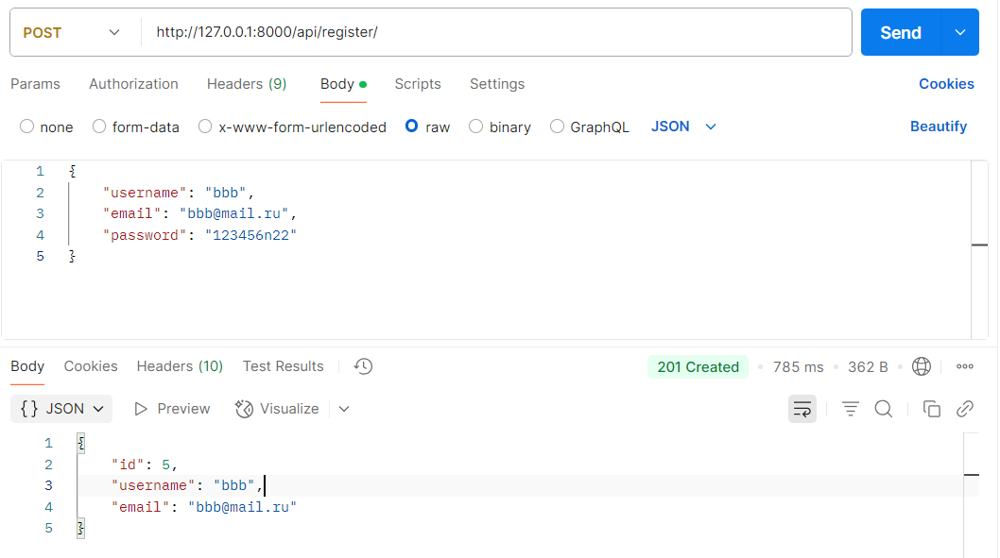 POST http://127.0.0.1:8000/api/register/ Send
Params Authorization Headers (9) Body Scripts Settings Cookies
none form-data x-www-form-urlencoded raw binary GraphQL JSON Beautify
1 {
2 "username": "bbb",
3 "email": "bbb@mail.ru",
4 "password": "123456n22"
5 }
Body Cookies Headers (10) Test Results 201 Created 785 ms 362 B
{} JSON Preview Visualize
1 {
2 "id": 5,
3 "username": "bbb",
4 "email": "bbb@mail.ru"
5 }